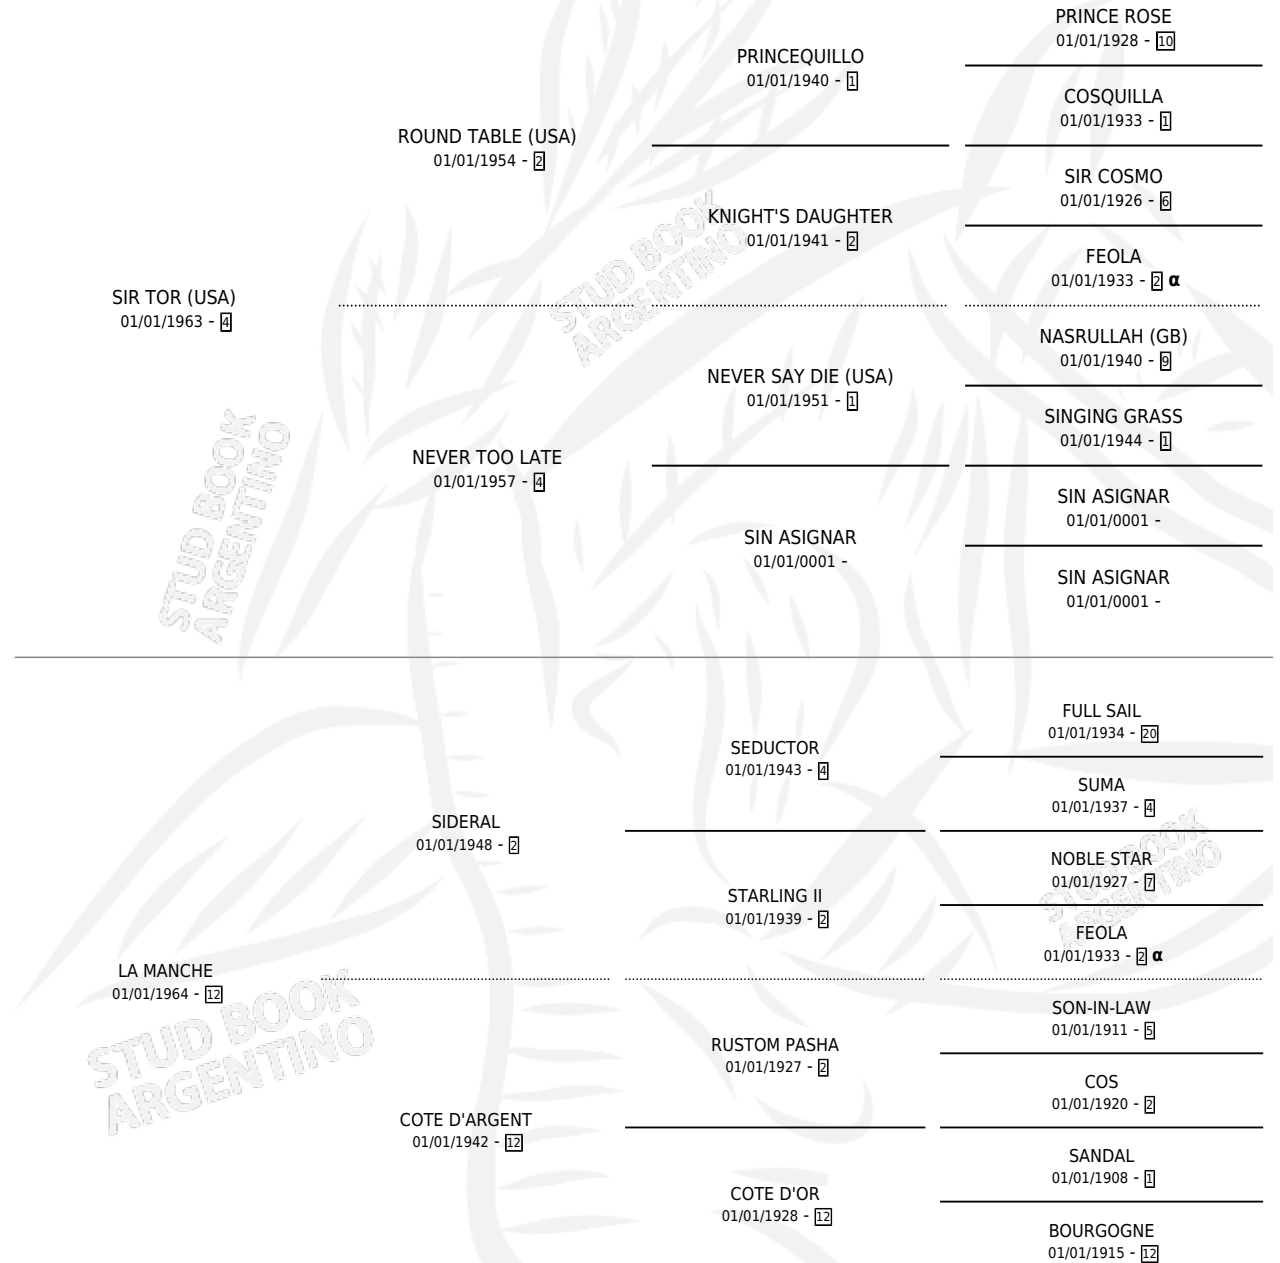 PRINCE ROSE
01/01/1928 - 10
PRINCEQUILLO
01/01/1940 - 1
COSQUILLA
01/01/1933 - 1
ROUND TABLE (USA)
01/01/1954 - 2
SIR COSMO
01/01/1926 - 6
KNIGHT'S DAUGHTER
01/01/1941 - 2
FEOLA
01/01/1933 - 2 α
SIR TOR (USA)
01/01/1963 - 4
NASRULLAH (GB)
01/01/1940 - 9
NEVER SAY DIE (USA)
01/01/1951 - 1
SINGING GRASS
01/01/1944 - 1
NEVER TOO LATE
01/01/1957 - 4
SIN ASIGNAR
01/01/0001 -
SIN ASIGNAR
01/01/0001 -
SIN ASIGNAR
01/01/0001 -
FULL SAIL
01/01/1934 - 20
SEDUCTOR
01/01/1943 - 4
SUMA
01/01/1937 - 4
SIDERAL
01/01/1948 - 2
NOBLE STAR
01/01/1927 - 7
STARLING II
01/01/1939 - 2
FEOLA
01/01/1933 - 2 α
LA MANCHE
01/01/1964 - 12
SON-IN-LAW
01/01/1911 - 5
RUSTOM PASHA
01/01/1927 - 2
COS
01/01/1920 - 2
COTE D'ARGENT
01/01/1942 - 12
SANDAL
01/01/1908 - 1
COTE D'OR
01/01/1928 - 12
BOURGOGNE
01/01/1915 - 12
STUD BOOK
ARGENTINO
STUD BOOK
ARGENTINO
STUD BOOK
ARGENTINO
STUD BOOK
ARGENTINO